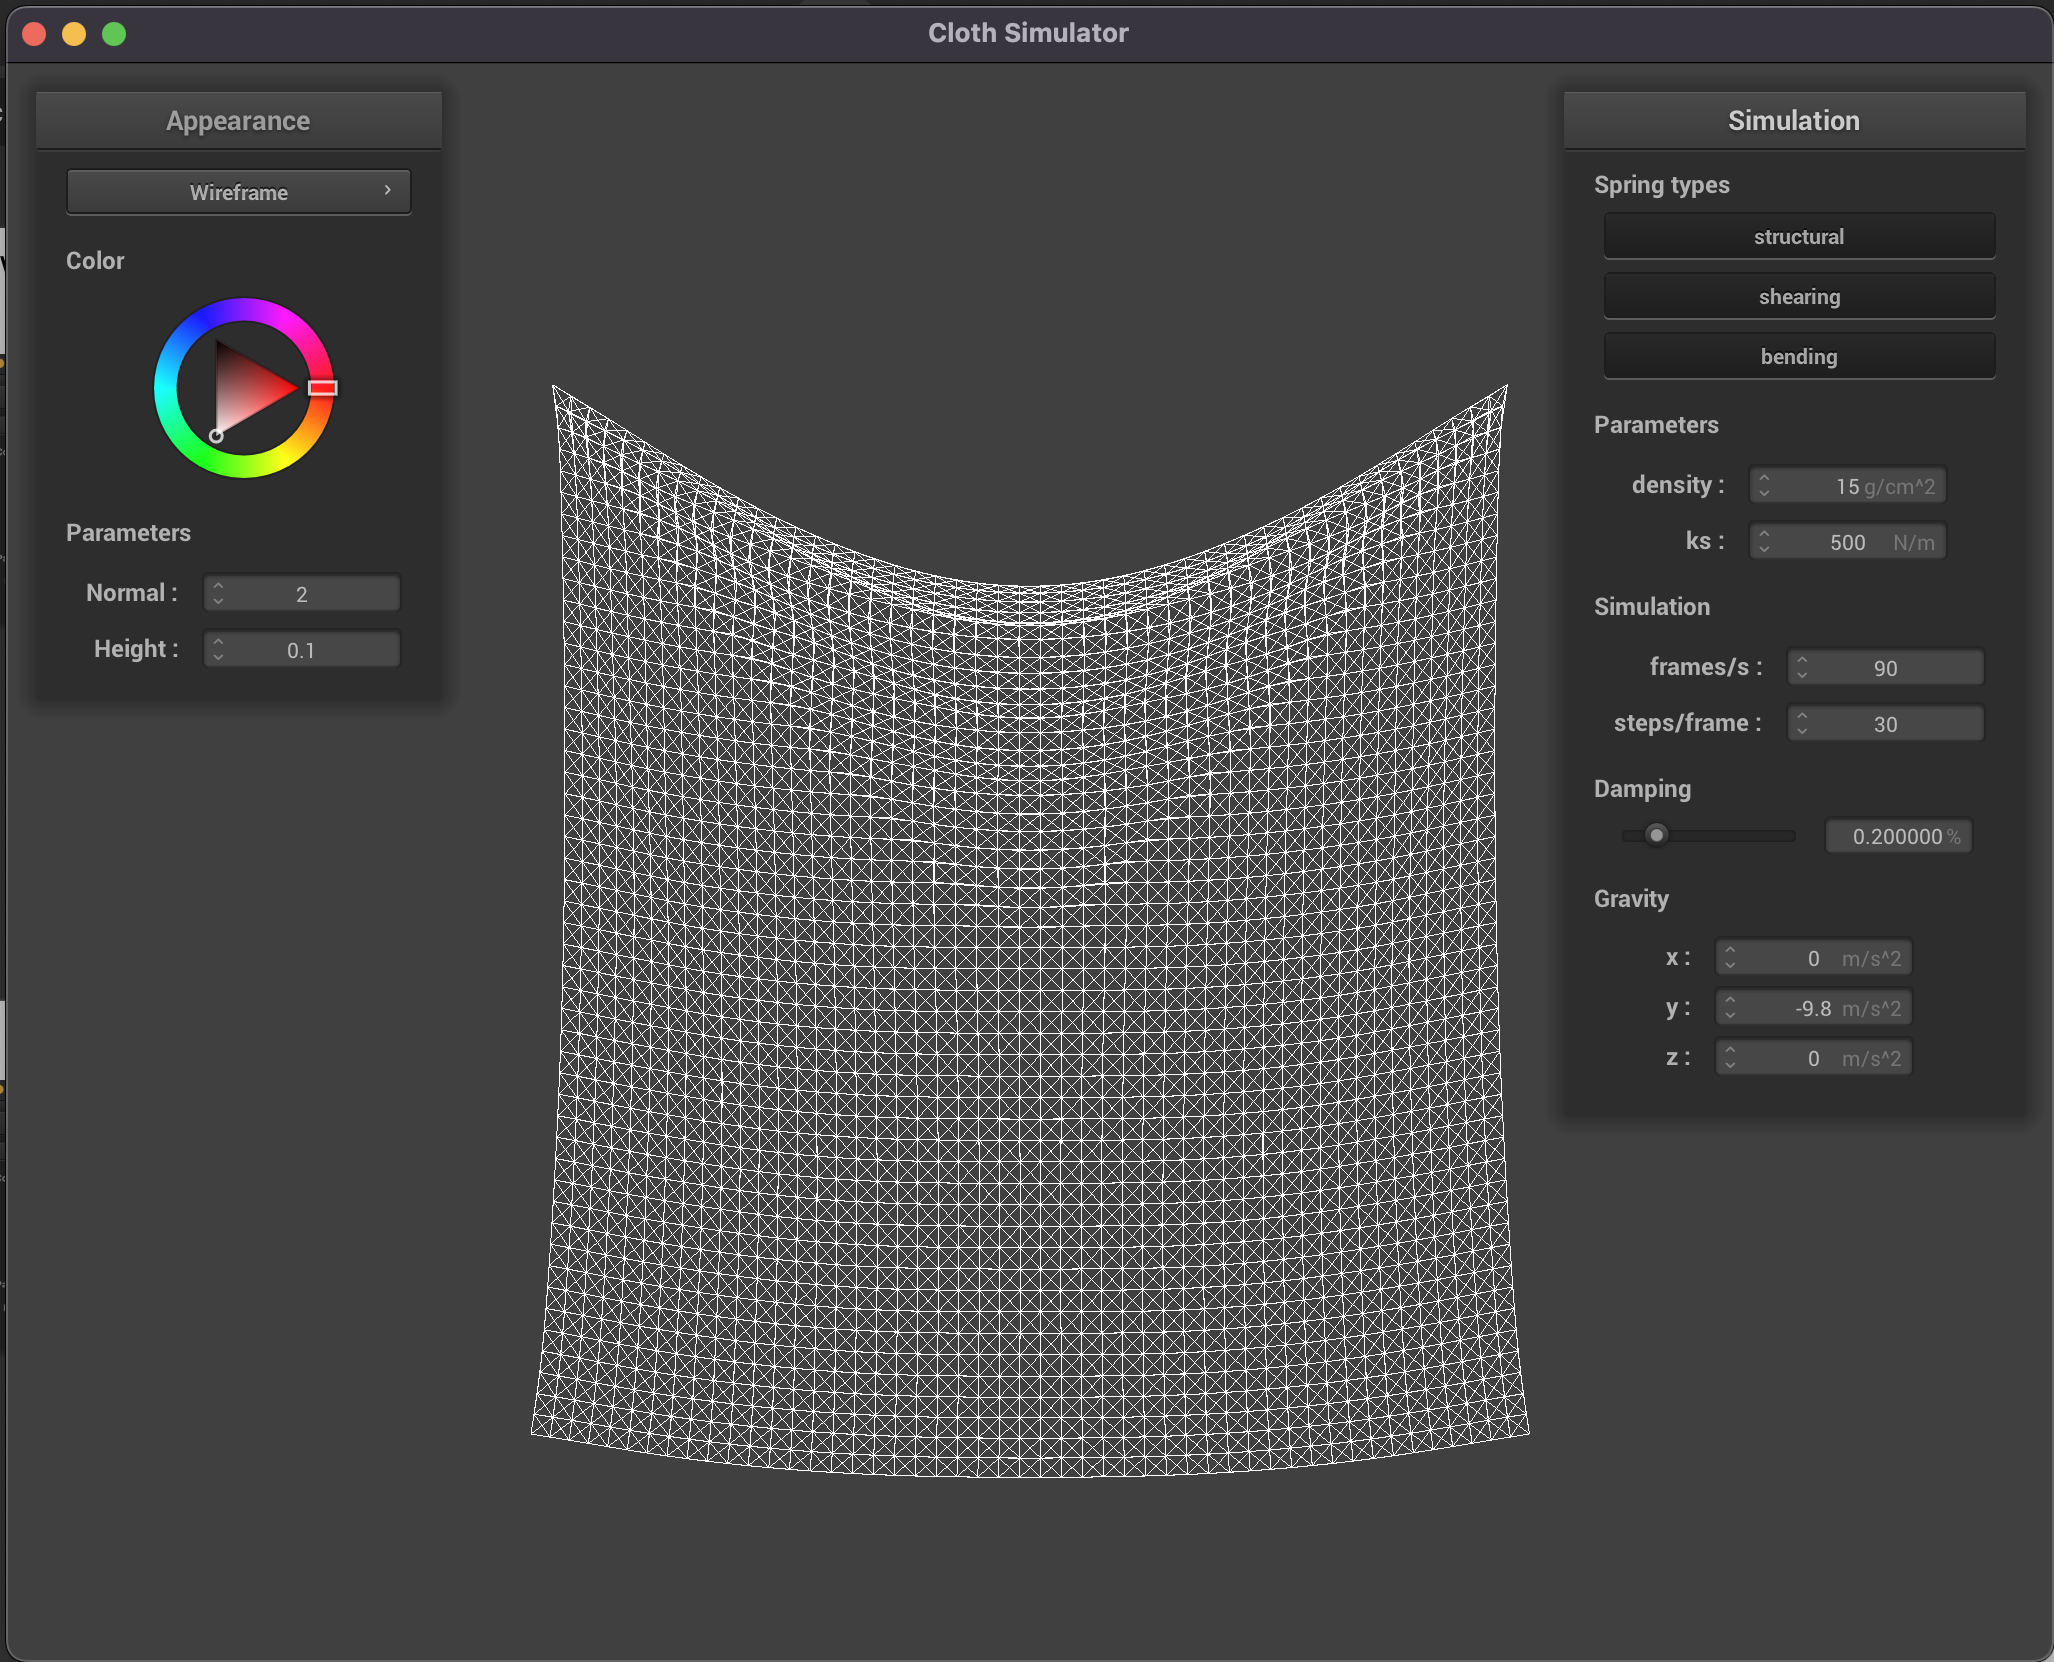 Cloth Simulator
Appearance
Wireframe
Color
Parameters
Normal : 2
Height : 0.1
Simulation
Spring types
structural
shearing
bending
Parameters
density : 15 g/cm^2
ks : 500 N/m
Simulation
frames/s : 90
steps/frame : 30
Damping
0.200000 %
Gravity
x : 0 m/s^2
y : -9.8 m/s^2
z : 0 m/s^2